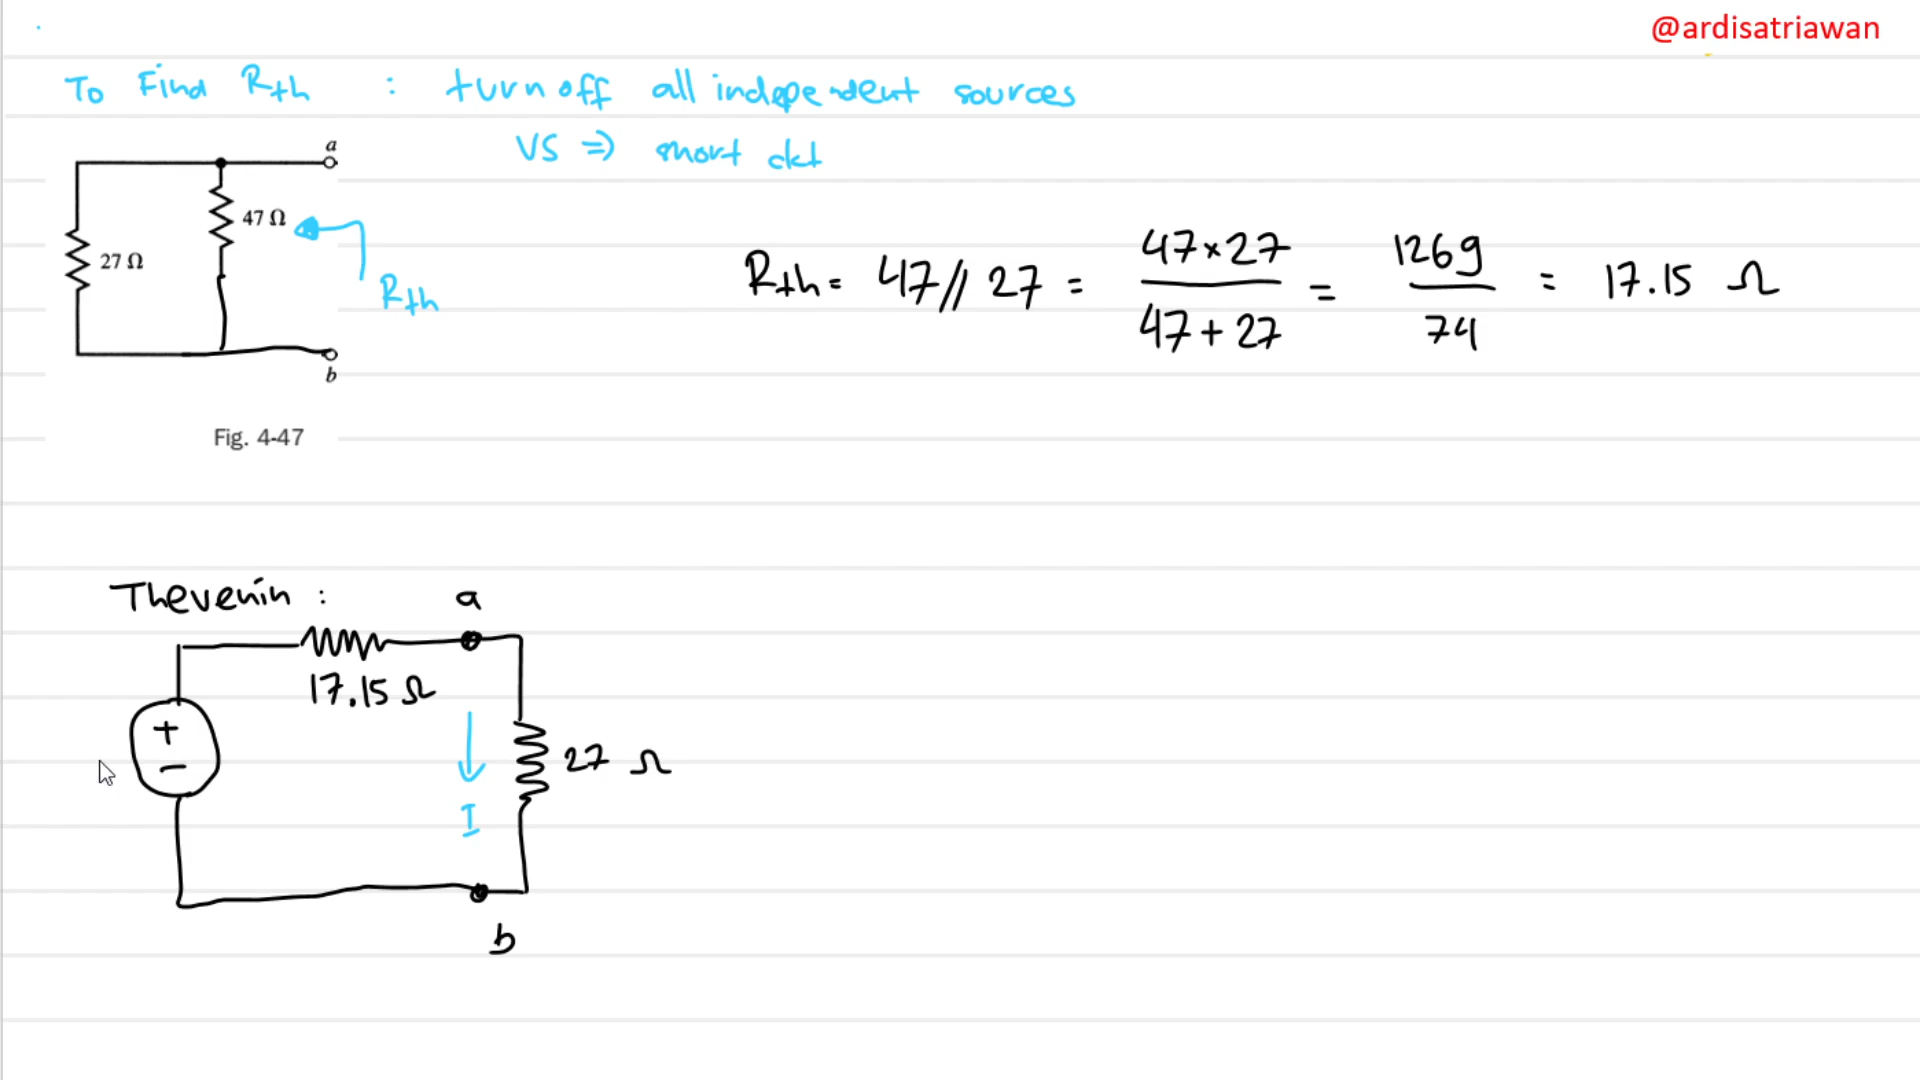 @ardisatriawan
To Find Rth : turn off all independent sources
VS ⇒ short ckt
a
47 Ω
27 Ω
Rth
b
Fig. 4-47
Rth = 47 // 27 = 47×27 / 47+27 = 1269 / 74 = 17.15 Ω
Thevenin :
a
17.15 Ω
+
−
27 Ω
I
b